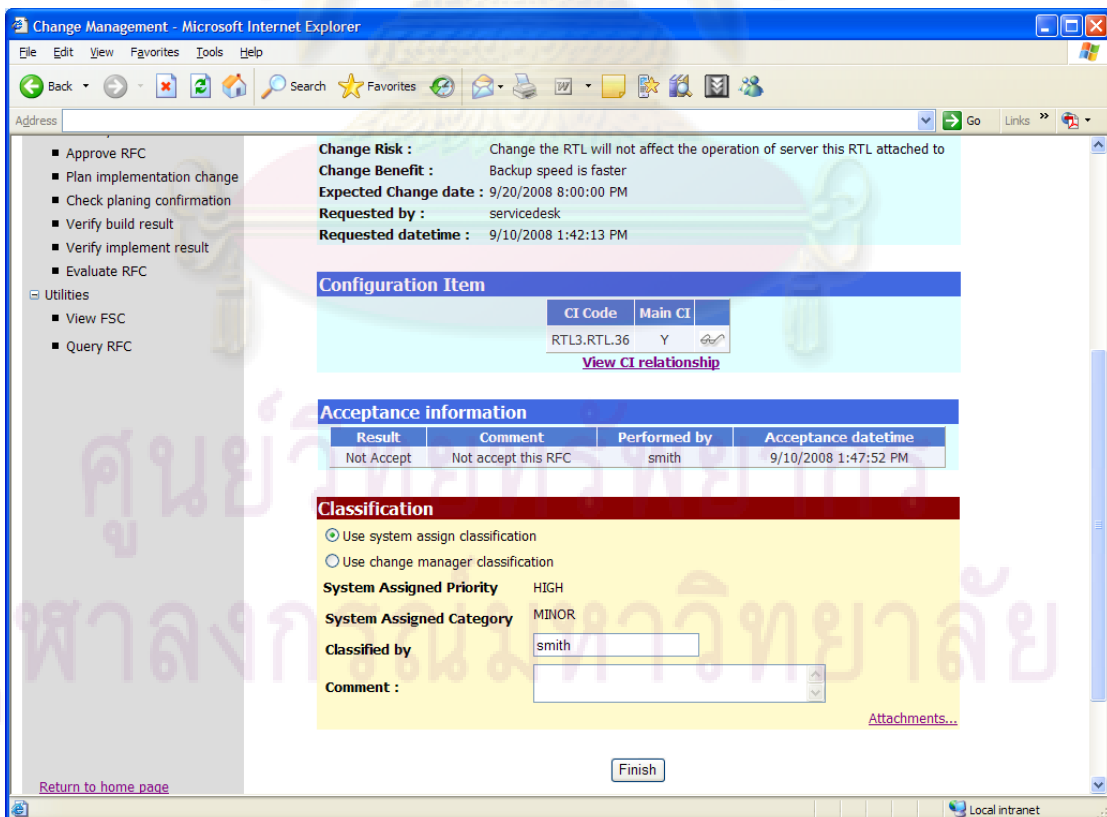 Change Management - Microsoft Internet Explorer
File Edit View Favorites Tools Help
Back Search Favorites
Address Go Links »
Approve RFC
Plan implementation change
Check planing confirmation
Verify build result
Verify implement result
Evaluate RFC
Utilities
View FSC
Query RFC
Return to home page
Change Risk : Change the RTL will not affect the operation of server this RTL attached to
Change Benefit : Backup speed is faster
Expected Change date : 9/20/2008 8:00:00 PM
Requested by : servicedesk
Requested datetime : 9/10/2008 1:42:13 PM
Configuration Item
CI Code Main CI
RTL3.RTL.36 Y
View CI relationship
Acceptance information
Result Comment Performed by Acceptance datetime
Not Accept Not accept this RFC smith 9/10/2008 1:47:52 PM
Classification
Use system assign classification
Use change manager classification
System Assigned Priority HIGH
System Assigned Category MINOR
Classified by smith
Comment :
Attachments...
Finish
Local intranet
ศูนย์วิทยทรัพยากร
จุฬาลงกรณ์มหาวิทยาลัย